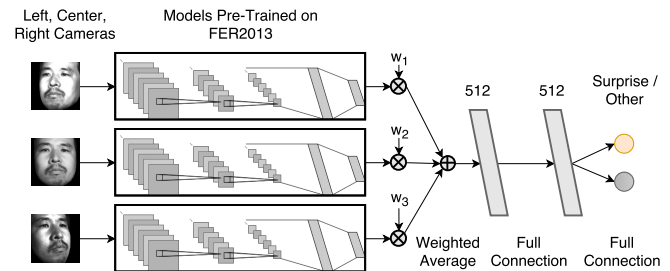 Left, Center,
Right Cameras
Models Pre-Trained on
FER2013
w1
w2
w3
512
512
Surprise /
Other
Weighted
Average
Full
Connection
Full
Connection